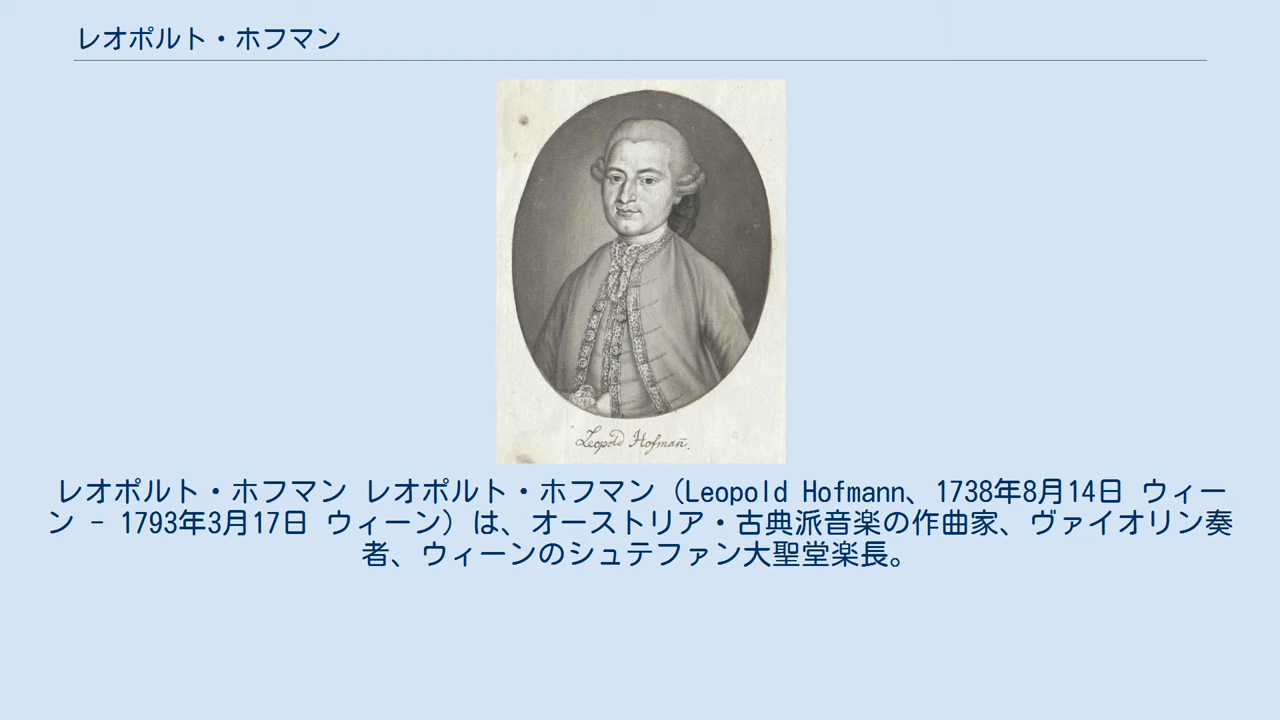 レオポルト・ホフマン
Leopold Hofman̄.
レオポルト・ホフマン レオポルト・ホフマン（Leopold Hofmann、1738年8月14日 ウィー
ン - 1793年3月17日 ウィーン）は、オーストリア・古典派音楽の作曲家、ヴァイオリン奏
者、ウィーンのシュテファン大聖堂楽長。